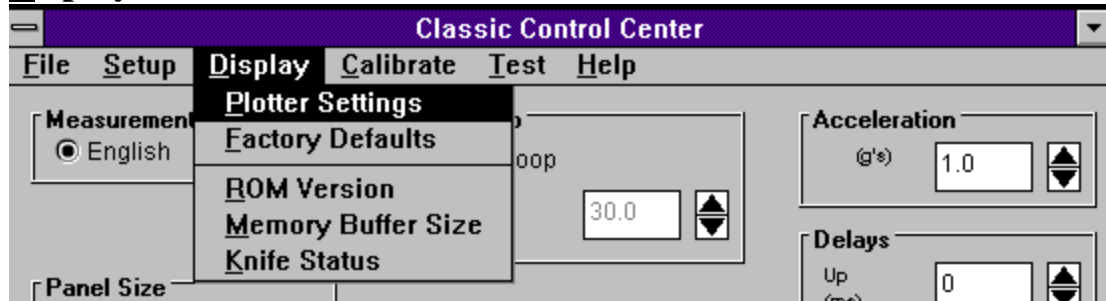 Classic Control Center
File Setup Display Calibrate Test Help
Plotter Settings
Factory Defaults
ROM Version
Memory Buffer Size
Knife Status
Measurement
English
oop
30.0
Panel Size
Acceleration
(g's) 1.0
Delays
Up 0